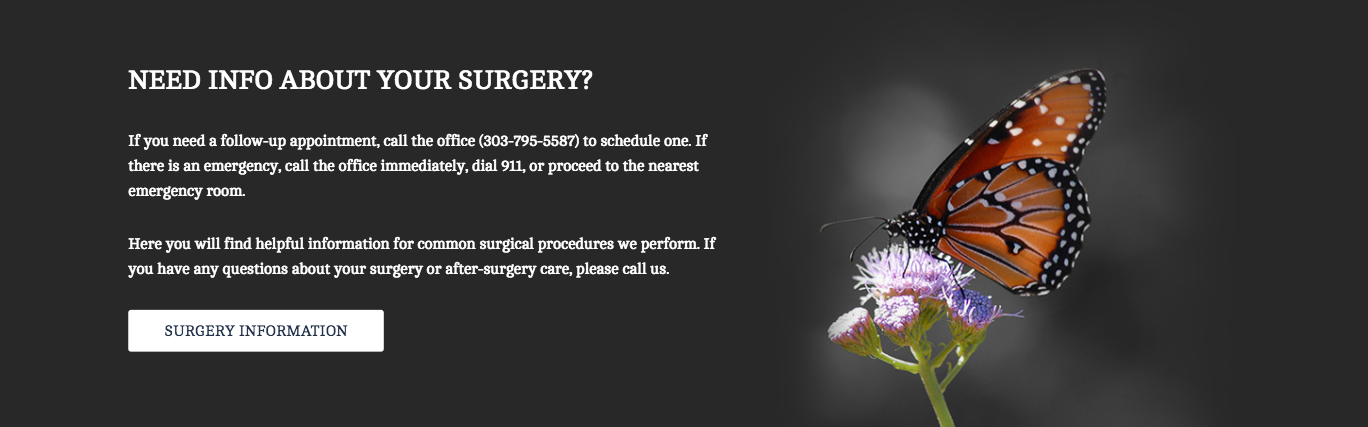 NEED INFO ABOUT YOUR SURGERY?
If you need a follow-up appointment, call the office (303-795-5587) to schedule one. If
there is an emergency, call the office immediately, dial 911, or proceed to the nearest
emergency room.
Here you will find helpful information for common surgical procedures we perform. If
you have any questions about your surgery or after-surgery care, please call us.
SURGERY INFORMATION